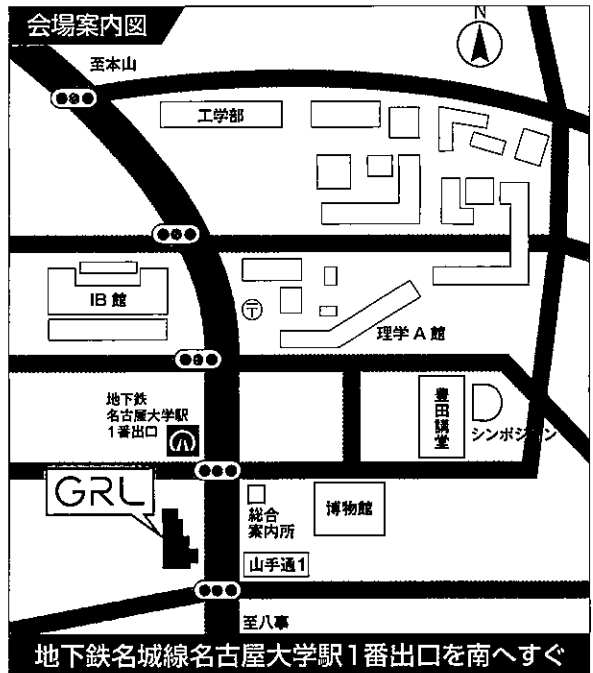 会場案内図
N
至本山
工学部
IB 館
〒
理学 A 館
地下鉄
名古屋大学駅
1番出口
豊田講堂
シンポジオン
GRL
総合
案内所
博物館
山手通1
至八事
地下鉄名城線名古屋大学駅1番出口を南へすぐ